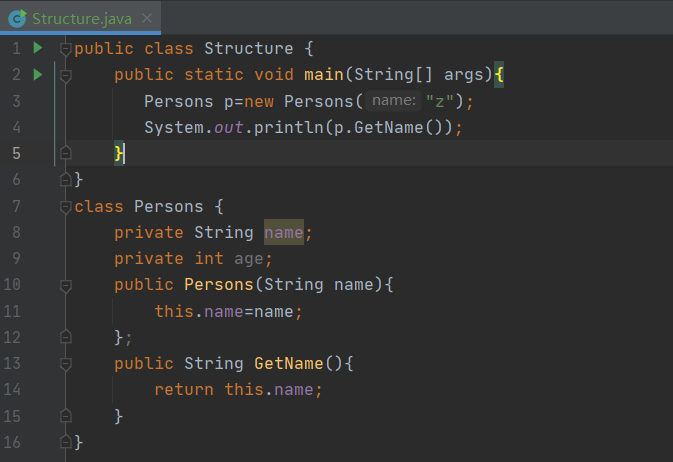 Structure.java
1 public class Structure {
2 public static void main(String[] args){
3 Persons p=new Persons( name: "z");
4 System.out.println(p.GetName());
5 }
6 }
7 class Persons {
8 private String name;
9 private int age;
10 public Persons(String name){
11 this.name=name;
12 };
13 public String GetName(){
14 return this.name;
15 }
16 }